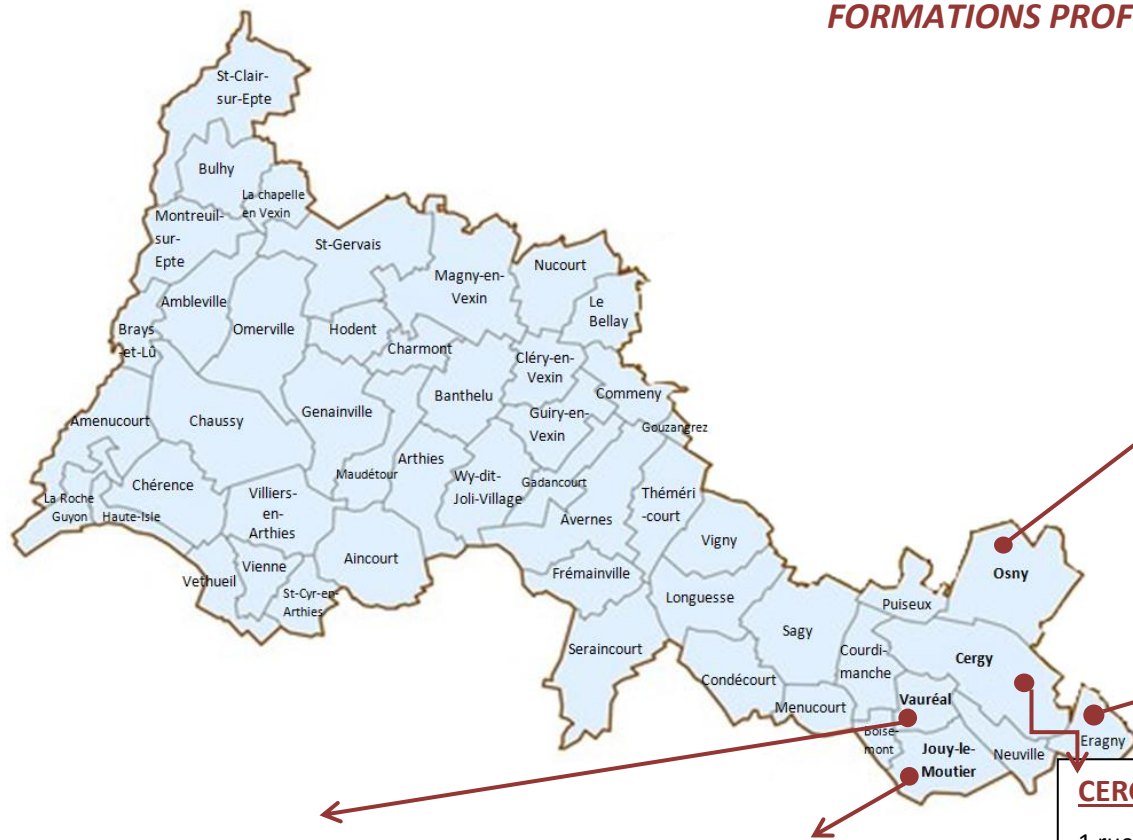 FORMATIONS PROF
St-Clair-
sur-Epte
Bulhy
La chapelle
en Vexin
Montreuil-
sur-
Epte
St-Gervais
Magny-en-
Vexin
Nucourt
Le
Bellay
Ambleville
Omerville
Hodent
Charmont
Brays
-et-Lû
Cléry-en-
Vexin
Commeny
Banthelu
Genainville
Chaussy
Amenucourt
Guiry-en-
Vexin
Gouzangrez
Maudétour
Arthies
Wy-dit-
Joli-Village
Gadancourt
Avernes
Théméri
-court
Chérence
La Roche
Guyon
Haute-Isle
Villiers-
en-
Arthies
Aincourt
Vigny
Vethueil
Vienne
St-Cyr-en-
Arthies
Frémainville
Longuesse
Osny
Puiseux
Seraincourt
Sagy
Courdi-
manche
Cergy
Condécourt
Menucourt
Vauréal
Boise-
mont
Jouy-le-
Moutier
Neuville
Eragny
CERG
1 rue